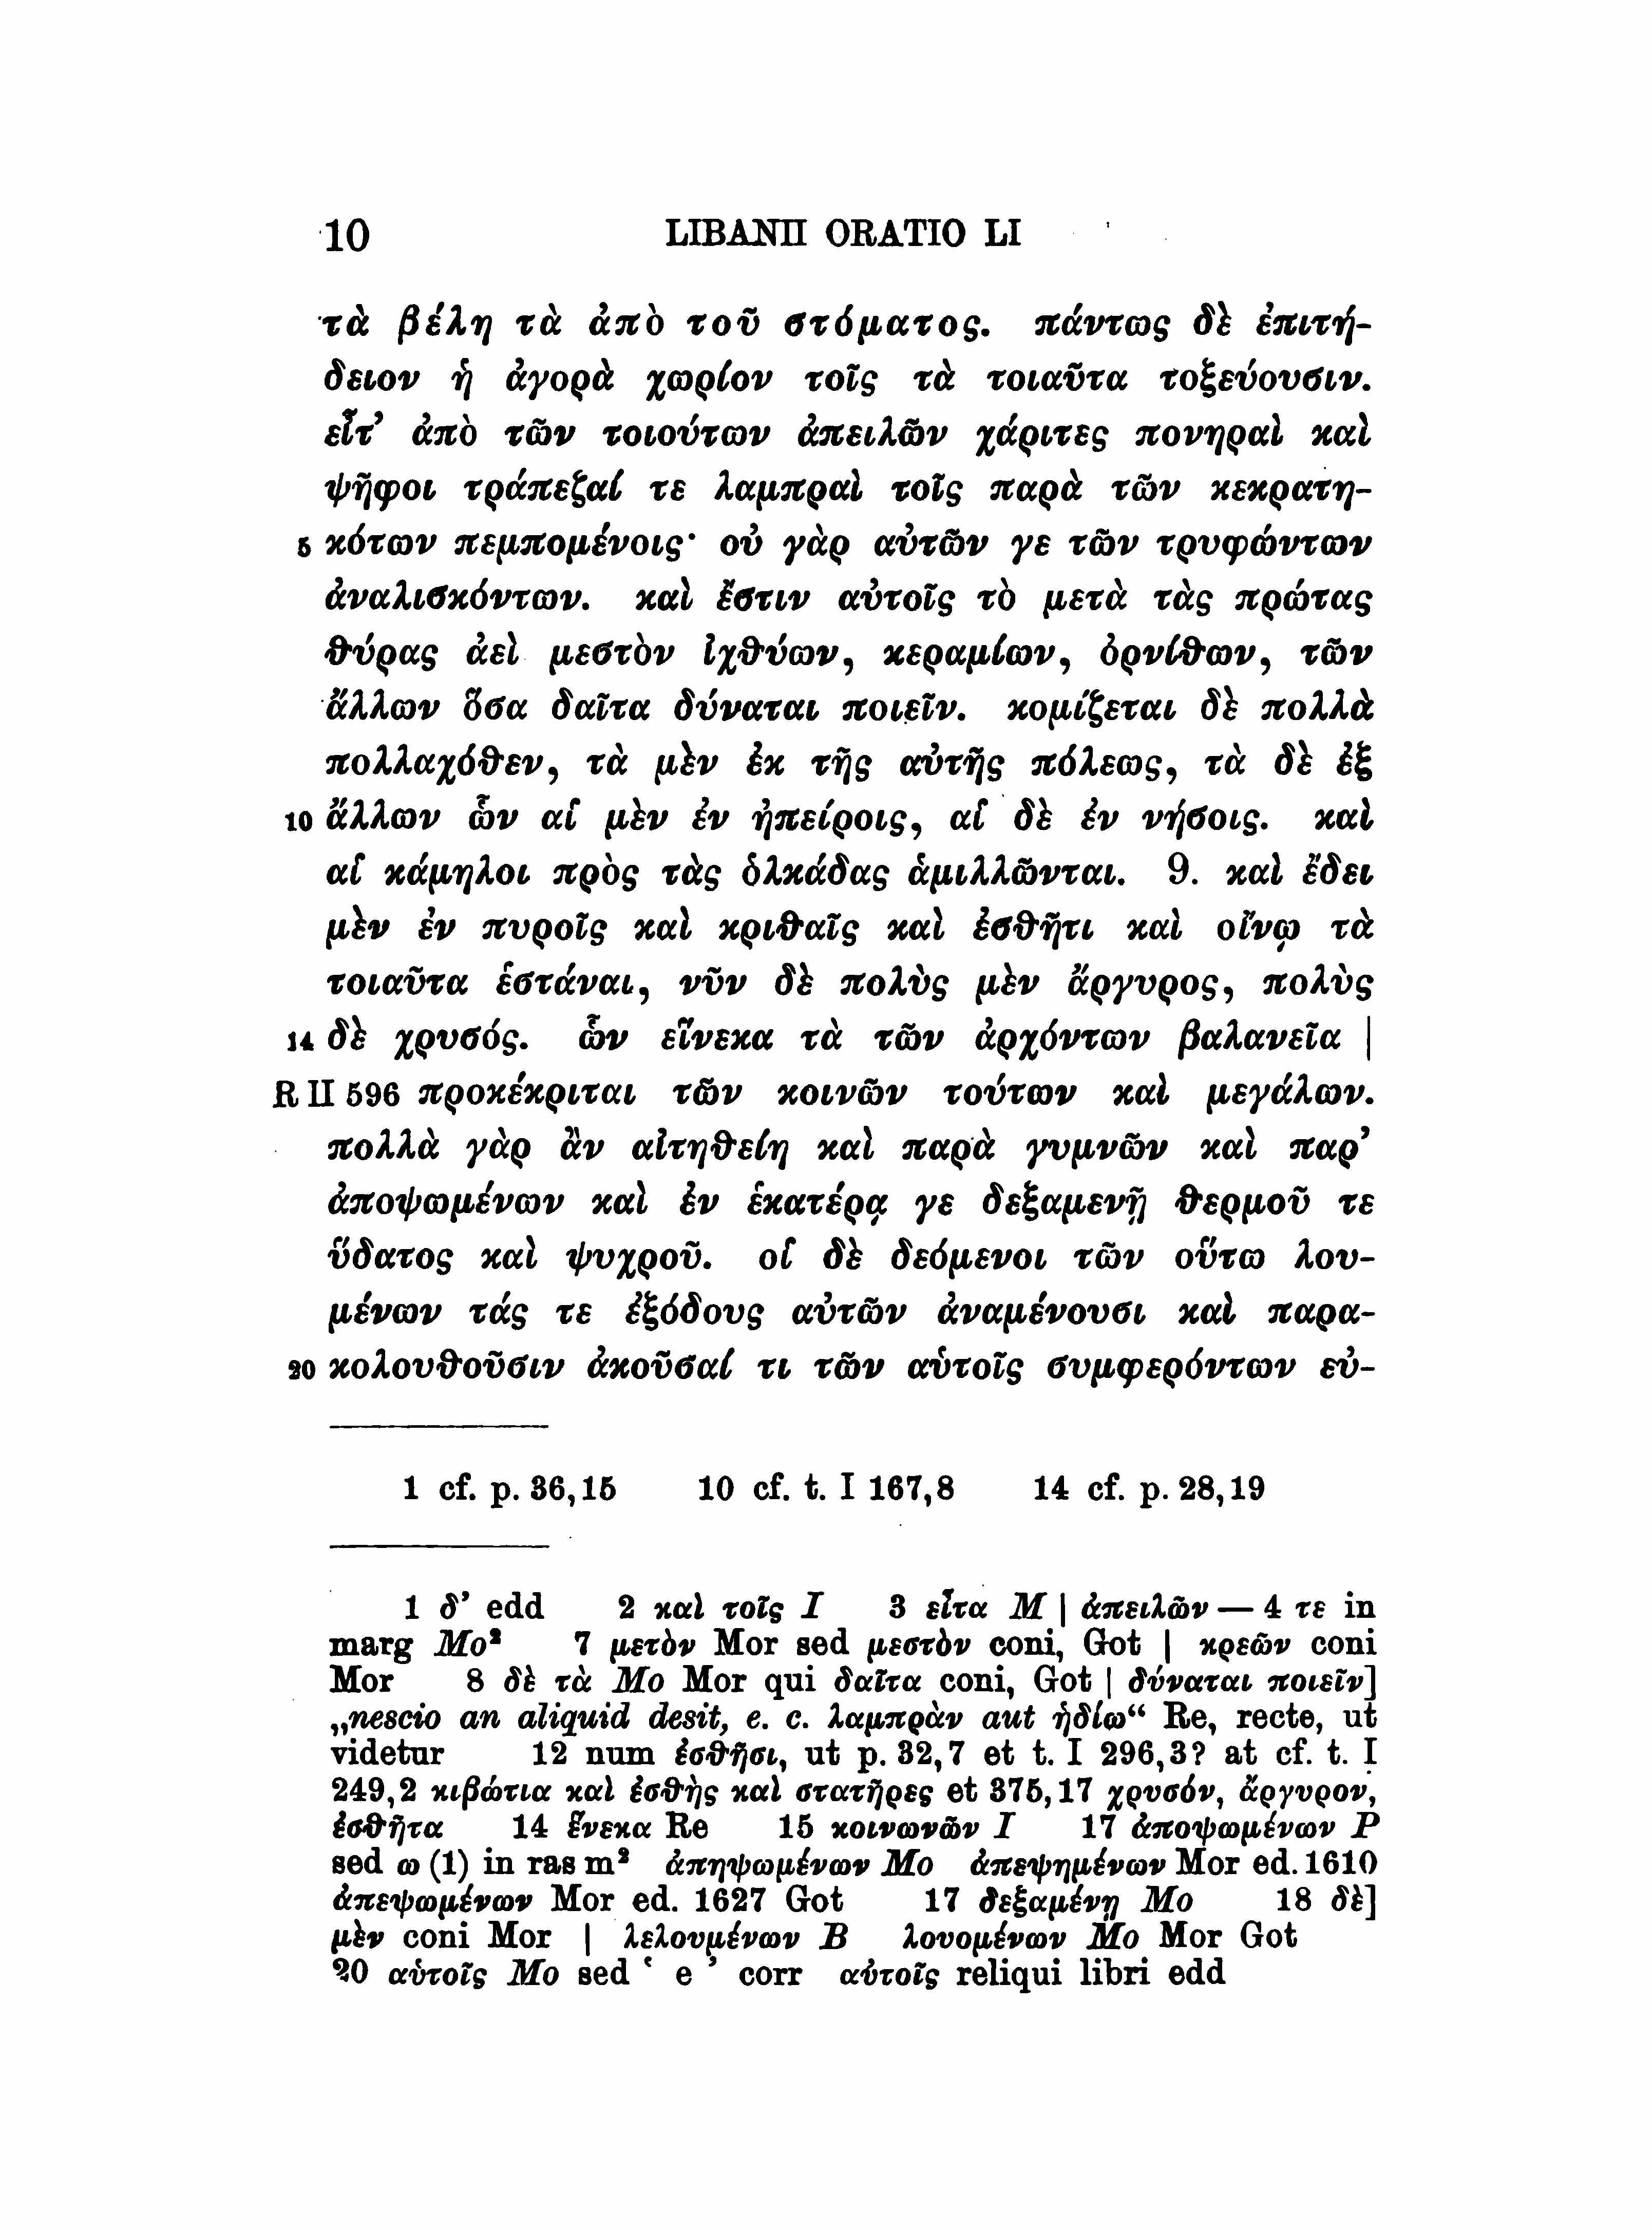 10 LIBANII ORATIO LI
τὰ βέλη τὰ ἀπὸ τοῦ στόματος. πάντως δὲ ἐπιτή-
δειον ἡ ἀγορὰ χωρίον τοῖς τὰ τοιαῦτα τοξεύουσιν.
εἶτ’ ἀπὸ τῶν τοιούτων ἀπειλῶν χάριτες πονηραὶ καὶ
ψῆφοι τράπεζαί τε λαμπραὶ τοῖς παρὰ τῶν κεκρατη-
5 κότων πεμπομένοις· οὐ γὰρ αὐτῶν γε τῶν τρυφώντων
ἀναλισκόντων. καὶ ἔστιν αὐτοῖς τὸ μετὰ τὰς πρώτας
θύρας ἀεὶ μεστὸν ἰχθύων, κεραμίων, ὀρνίθων, τῶν
ἄλλων ὅσα δαῖτα δύναται ποιεῖν. κομίζεται δὲ πολλὰ
πολλαχόθεν, τὰ μὲν ἐκ τῆς αὐτῆς πόλεως, τὰ δὲ ἐξ
10 ἄλλων ὧν αἱ μὲν ἐν ἠπείροις, αἱ δὲ ἐν νήσοις. καὶ
αἱ κάμηλοι πρὸς τὰς ὁλκάδας ἁμιλλῶνται. 9. καὶ ἔδει
μὲν ἐν πυροῖς καὶ κριθαῖς καὶ ἐσθῆτι καὶ οἴνῳ τὰ
τοιαῦτα ἑστάναι, νῦν δὲ πολὺς μὲν ἄργυρος, πολὺς
14 δὲ χρυσός. ὧν εἵνεκα τὰ τῶν ἀρχόντων βαλανεῖα |
R II 596 προκέκριται τῶν κοινῶν τούτων καὶ μεγάλων.
πολλὰ γὰρ ἂν αἰτηθείη καὶ παρὰ γυμνῶν καὶ παρ’
ἀποψωμένων καὶ ἐν ἑκατέρᾳ γε δεξαμενῇ θερμοῦ τε
ὕδατος καὶ ψυχροῦ. οἱ δὲ δεόμενοι τῶν οὕτω λου-
μένων τάς τε ἐξόδους αὐτῶν ἀναμένουσι καὶ παρα-
20 κολουθοῦσιν ἀκοῦσαί τι τῶν αὑτοῖς συμφερόντων εὐ-
1 cf. p. 36,15 10 cf. t. I 167,8 14 cf. p. 28,19
1 δ’ edd 2 καὶ τοῖς I 3 εἶτα M | ἀπειλῶν — 4 τε in
marg Mo² 7 μετὸν Mor sed μεστὸν coni, Got | κρεῶν coni
Mor 8 δὲ τὰ Mo Mor qui δαῖτα coni, Got | δύναται ποιεῖν]
„nescio an aliquid desit, e. c. λαμπρὰν aut ἡδίω“ Re, recte, ut
videtur 12 num ἐσθῆσι, ut p. 32,7 et t. I 296,3? at cf. t. I
249,2 κιβώτια καὶ ἐσθὴς καὶ στατῆρες et 375,17 χρυσόν, ἄργυρον,
ἐσθῆτα 14 ἕνεκα Re 15 κοινωνῶν I 17 ἀποψωμένων P
sed ω (1) in ras m² ἀπηψωμένων Mo ἀπεψημένων Mor ed. 1610
ἀπεψωμένων Mor ed. 1627 Got 17 δεξαμένῃ Mo 18 δὲ]
μὲν coni Mor | λελουμένων B λουομένων Mo Mor Got
20 αὑτοῖς Mo sed ʽ e ʼ corr αὐτοῖς reliqui libri edd